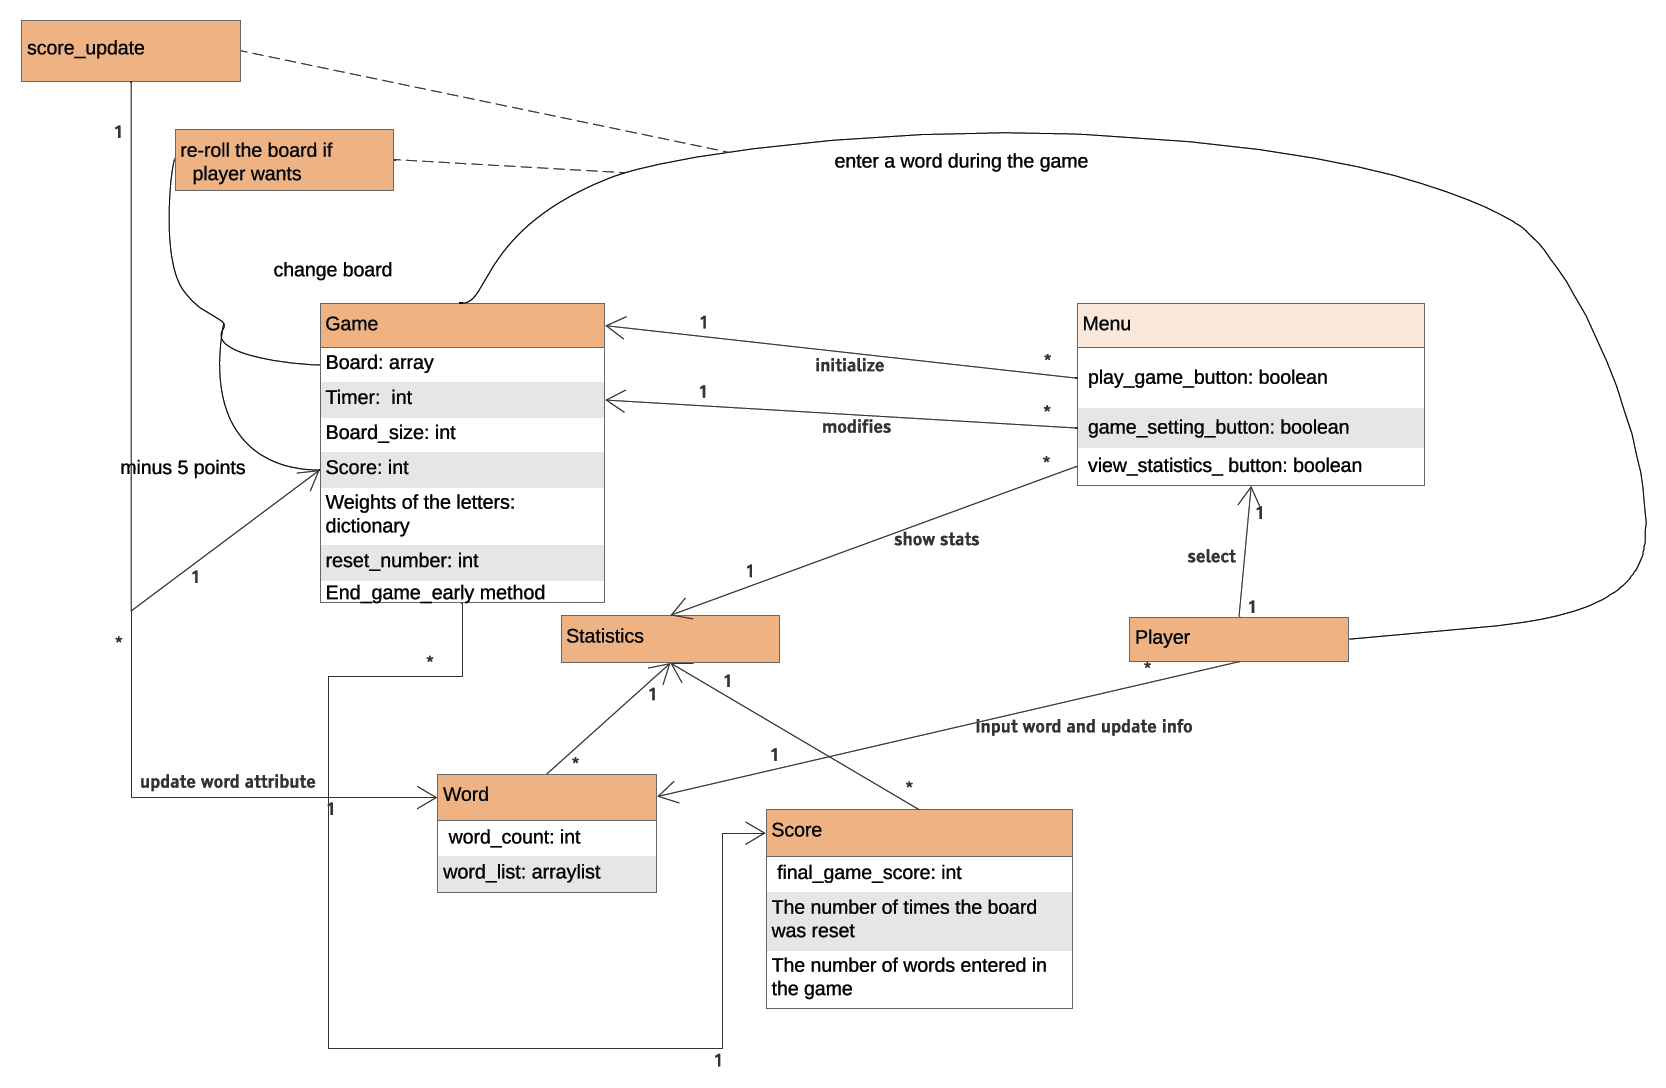 score_update
1
re-roll the board if
player wants
enter a word during the game
change board
Game
Board: array
Timer:  int
Board_size: int
Score: int
Weights of the letters:
dictionary
reset_number: int
End_game_early method
1
*
initialize
1
*
modifies
Menu
play_game_button: boolean
game_setting_button: boolean
view_statistics_ button: boolean
*
show stats
1
minus 5 points
1
*
1
select
1
Statistics
Player
*
*
1
1
input word and update info
1
*
*
update word attribute
1
Word
word_count: int
word_list: arraylist
Score
final_game_score: int
The number of times the board
was reset
The number of words entered in
the game
1